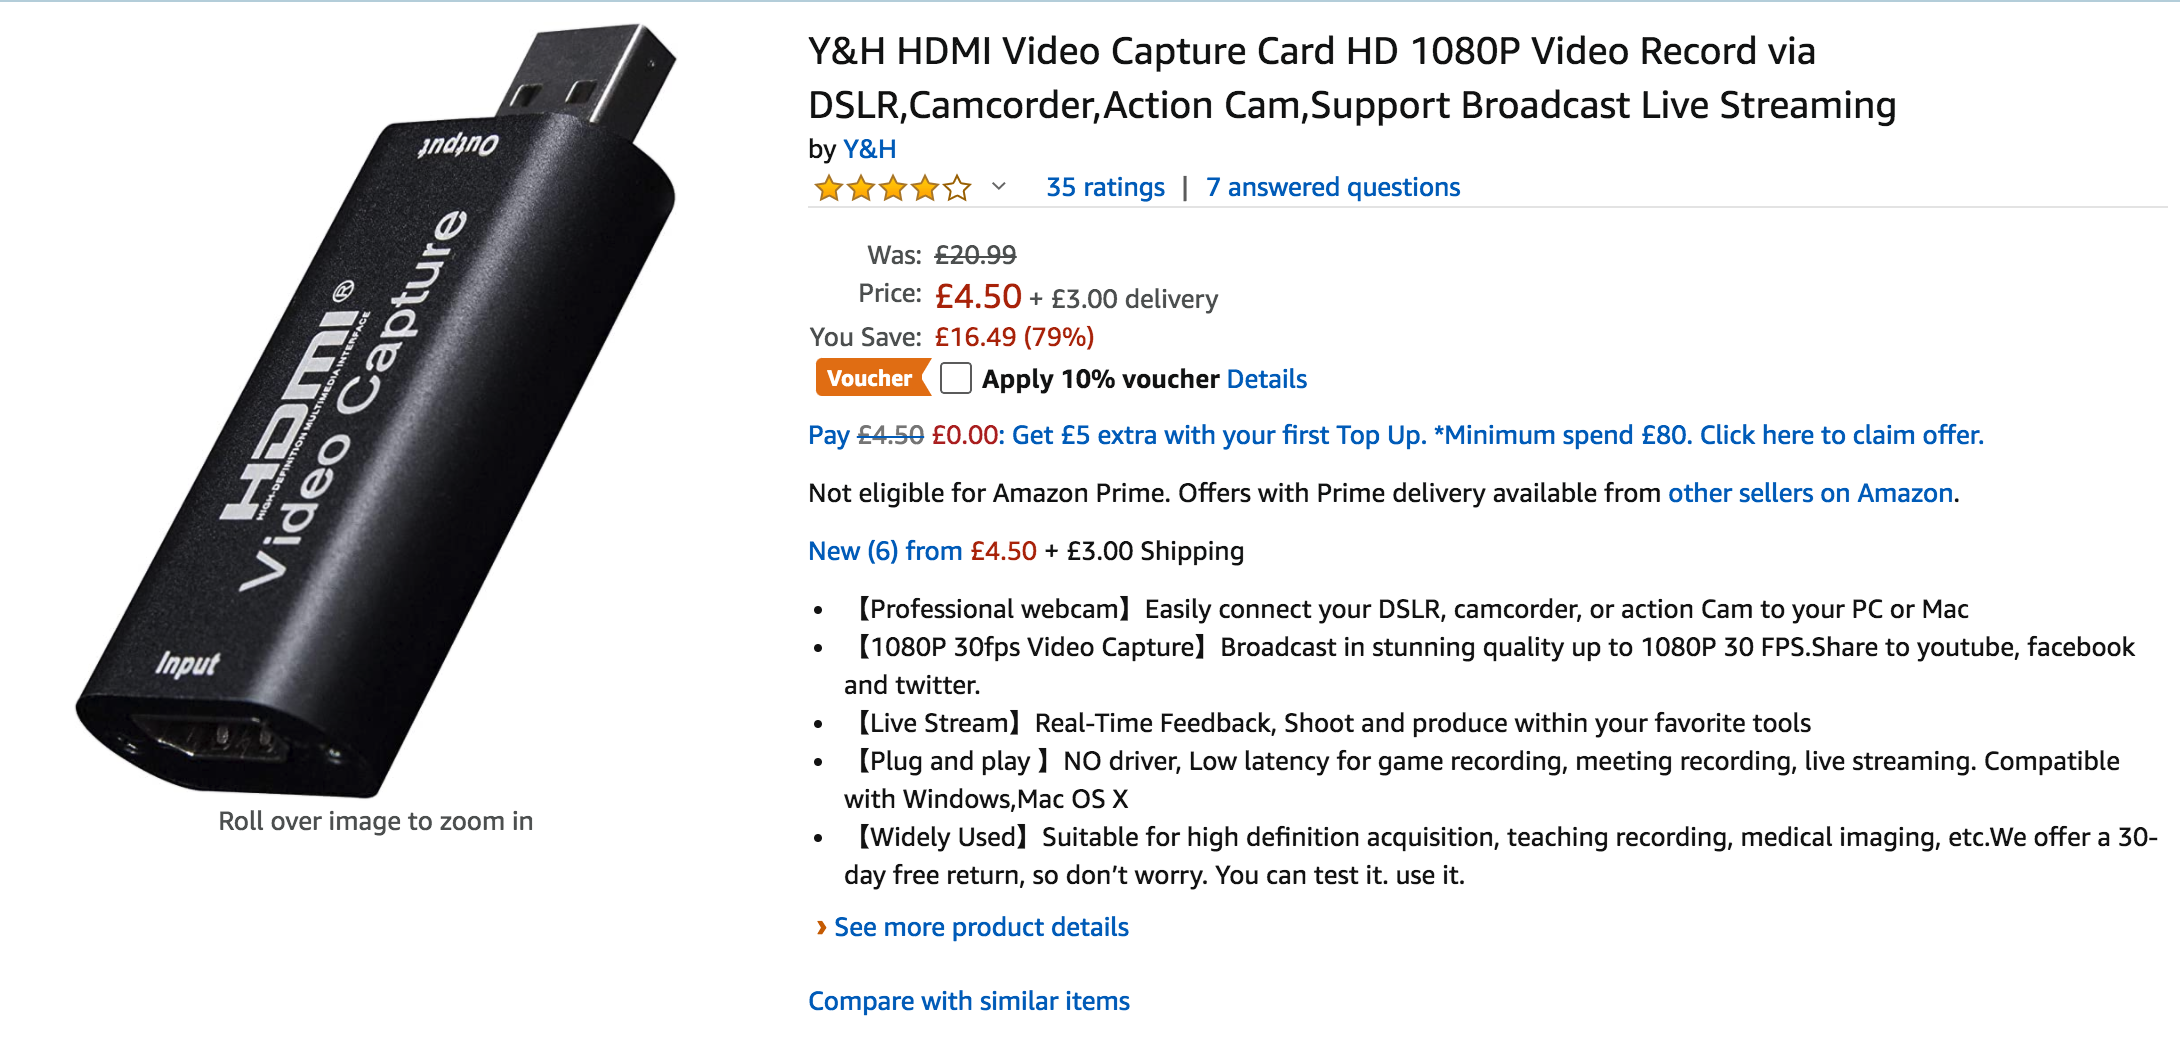 Output
HDMI®
HIGH-DEFINITION MULTIMEDIA INTERFACE
Video Capture
Input
Roll over image to zoom in
Y&H HDMI Video Capture Card HD 1080P Video Record via
DSLR,Camcorder,Action Cam,Support Broadcast Live Streaming
by Y&H
35 ratings | 7 answered questions
Was: £20.99
Price: £4.50 + £3.00 delivery
You Save: £16.49 (79%)
Voucher Apply 10% voucher Details
Pay £4.50 £0.00: Get £5 extra with your first Top Up. *Minimum spend £80. Click here to claim offer.
Not eligible for Amazon Prime. Offers with Prime delivery available from other sellers on Amazon.
New (6) from £4.50 + £3.00 Shipping
• 【Professional webcam】Easily connect your DSLR, camcorder, or action Cam to your PC or Mac
• 【1080P 30fps Video Capture】Broadcast in stunning quality up to 1080P 30 FPS.Share to youtube, facebook
and twitter.
• 【Live Stream】Real-Time Feedback, Shoot and produce within your favorite tools
• 【Plug and play 】NO driver, Low latency for game recording, meeting recording, live streaming. Compatible
with Windows,Mac OS X
• 【Widely Used】Suitable for high definition acquisition, teaching recording, medical imaging, etc.We offer a 30-
day free return, so don’t worry. You can test it. use it.
› See more product details
Compare with similar items